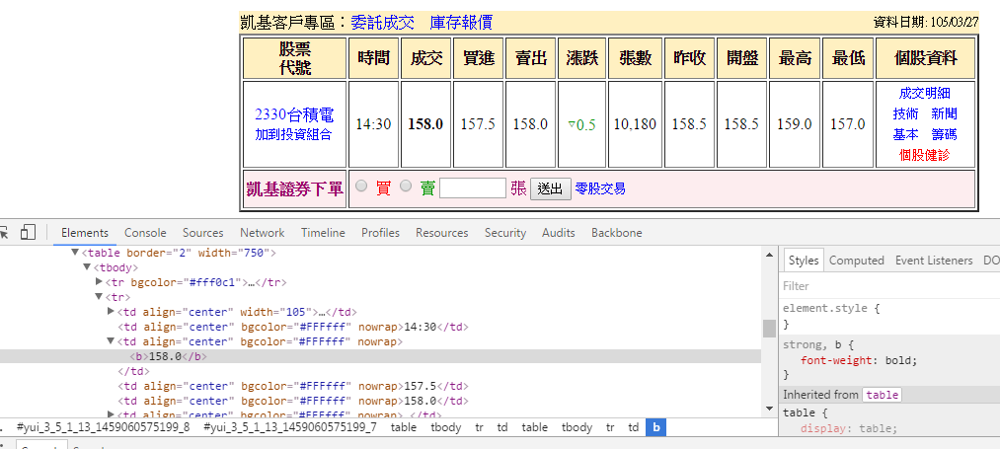 凱基客戶專區：委託成交 庫存報價 資料日期: 105/03/27
股票代號 時間 成交 買進 賣出 漲跌 張數 昨收 開盤 最高 最低 個股資料
2330台積電 14:30 158.0 157.5 158.0 ▽0.5 10,180 158.5 158.5 159.0 157.0 成交明細
加到投資組合 技術 新聞
基本 籌碼
個股健診
凱基證券下單 買 賣 張 送出 零股交易
Elements Console Sources Network Timeline Profiles Resources Security Audits Backbone
▼<table border="2" width="750">
▼<tbody>
▶<tr bgcolor="#fff0c1">…</tr>
▼<tr>
▶<td align="center" width="105">…</td>
<td align="center" bgcolor="#FFFfff" nowrap>14:30</td>
▼<td align="center" bgcolor="#FFFfff" nowrap>
<b>158.0</b>
</td>
<td align="center" bgcolor="#FFFfff" nowrap>157.5</td>
<td align="center" bgcolor="#FFFfff" nowrap>158.0</td>
▶<td align="center" bgcolor="#FFFfff" nowrap>…</td>
#yui_3_5_1_13_1459060575199_8 #yui_3_5_1_13_1459060575199_7 table tbody tr td table tbody tr td b
Styles Computed Event Listeners DO
Filter
element.style {
}
strong, b {
font-weight: bold;
}
Inherited from table
table {
display: table;